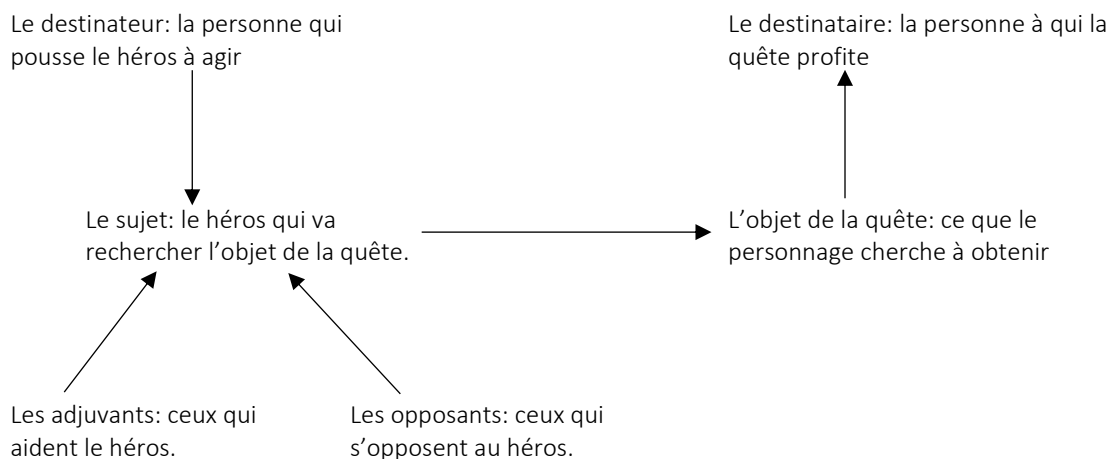 Le destinateur: la personne qui
pousse le héros à agir
Le destinataire: la personne à qui la
quête profite
Le sujet: le héros qui va
rechercher l’objet de la quête.
L’objet de la quête: ce que le
personnage cherche à obtenir
Les adjuvants: ceux qui
aident le héros.
Les opposants: ceux qui
s’opposent au héros.